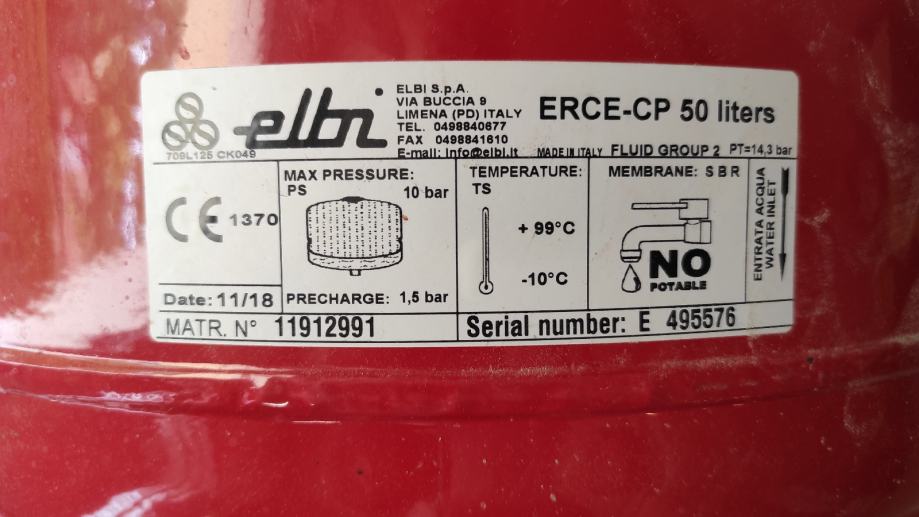 elbi
ELBI S.p.A.
VIA BUCCIA 9
LIMENA (PD) ITALY
TEL. 0498840677
FAX 0498841610
E-mail: info@elbi.it
ERCE-CP 50 liters
709L125 CK049
MADE IN ITALY FLUID GROUP 2 PT=14,3 bar
CE 1370
Date: 11/18
MAX PRESSURE:
PS 10 bar
PRECHARGE: 1,5 bar
TEMPERATURE:
TS
+ 99°C
-10°C
MEMBRANE: S B R
NO
POTABLE
ENTRATA ACQUA
WATER INLET
MATR. N° 11912991
Serial number: E 495576